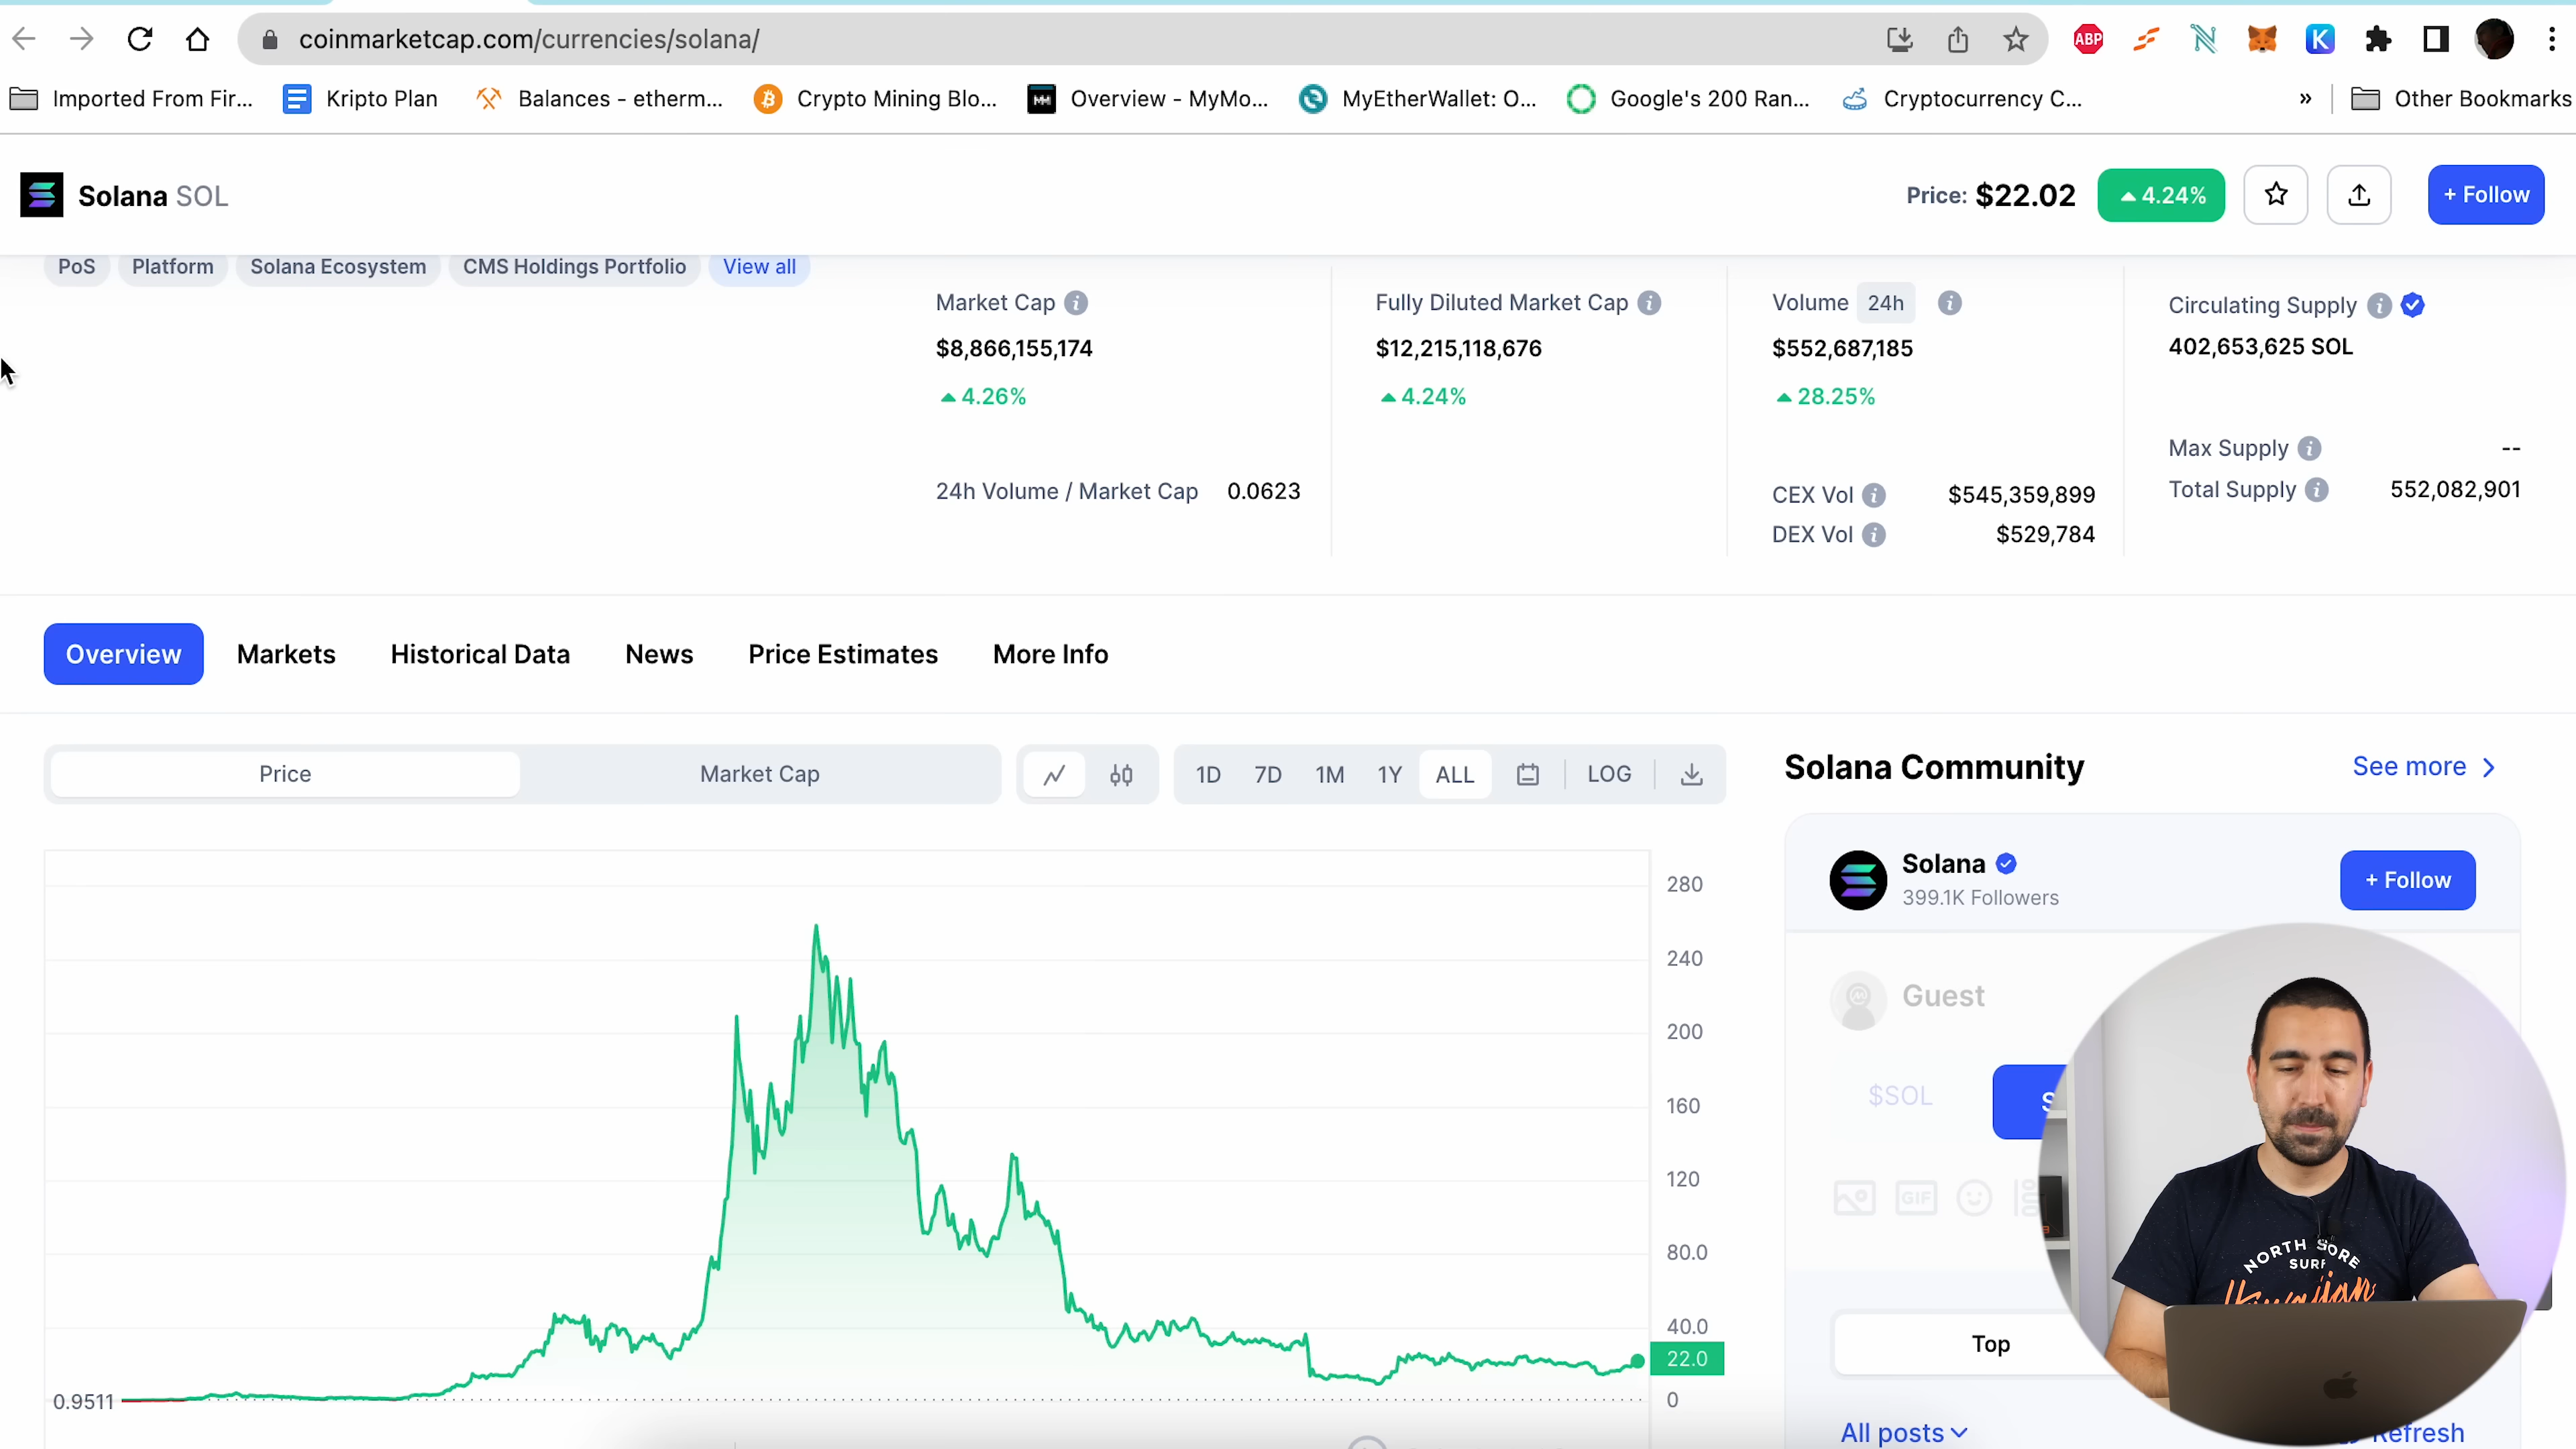 coinmarketcap.com/currencies/solana/
ABP
K
Imported From Fir...
Kripto Plan
Balances - etherm...
Crypto Mining Blo...
Overview - MyMo...
MyEtherWallet: O...
Google's 200 Ran...
Cryptocurrency C...
»
Other Bookmarks
Solana SOL
Price: $22.02
4.24%
+ Follow
PoS
Platform
Solana Ecosystem
CMS Holdings Portfolio
View all
Market Cap
$8,866,155,174
4.26%
24h Volume / Market Cap 0.0623
Fully Diluted Market Cap
$12,215,118,676
4.24%
Volume 24h
$552,687,185
28.25%
CEX Vol $545,359,899
DEX Vol $529,784
Circulating Supply
402,653,625 SOL
Max Supply --
Total Supply 552,082,901
Overview
Markets
Historical Data
News
Price Estimates
More Info
Price
Market Cap
1D
7D
1M
1Y
ALL
LOG
280
240
200
160
120
80.0
40.0
22.0
0
0.9511
Solana Community
See more
Solana
399.1K Followers
+ Follow
Guest
$SOL
GIF
Top
All posts
Refresh
NORTH SORE
SURF
Hawaiian